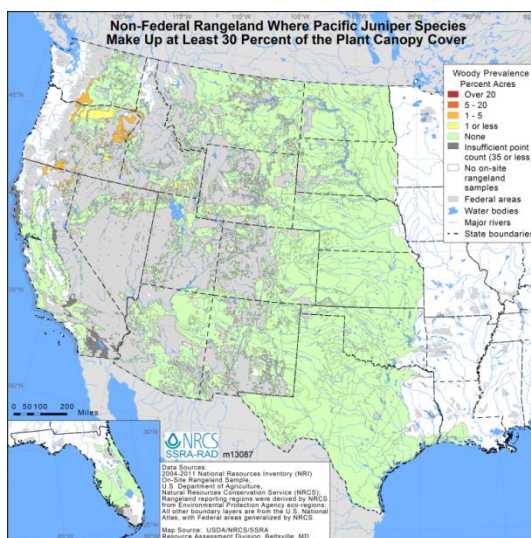 Non-Federal Rangeland Where Pacific Juniper Species
Make Up at Least 30 Percent of the Plant Canopy Cover
Woody Prevalence
Percent Acres
Over 20
5 - 20
1 - 5
1 or less
None
Insufficient point
count (35 or less
No on-site
rangeland
samples
Federal areas
Water bodies
Major rivers
State boundaries
0 50 100 200
Miles
NRCS
SSRA-RAD
m13087
Data Sources:
2004-2011 National Resources Inventory (NRI)
On-Site Rangeland Sample,
U.S. Department of Agriculture,
Natural Resources Conservation Service (NRCS);
Rangeland reporting regions were derived by NRCS
from Environmental Protection Agency eco-regions;
All other boundary layers are from the U.S. National
Atlas, with Federal areas generalized by NRCS.
Map Source: USDA/NRCS/SSRA
Resource Assessment Division, Beltsville, MD